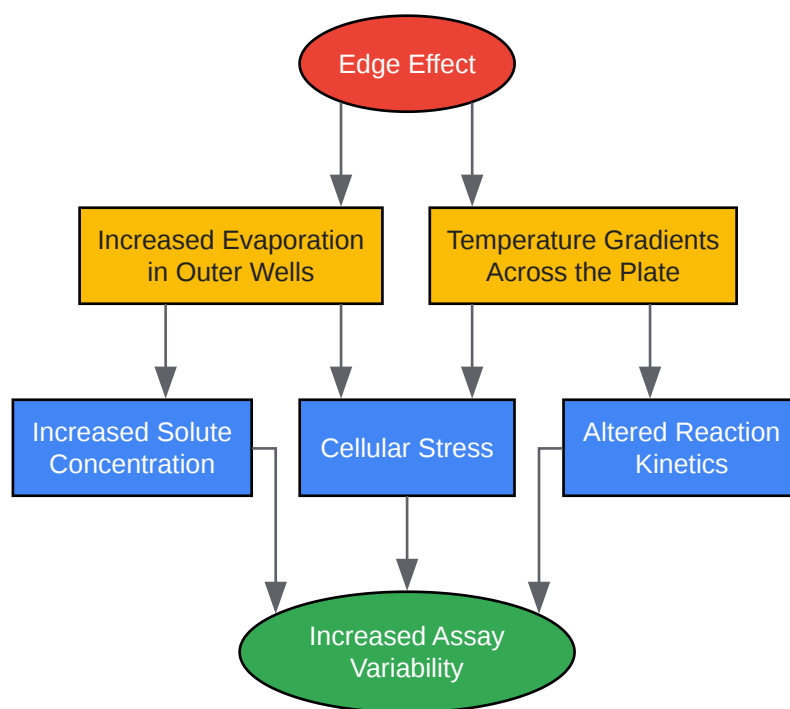 Edge Effect
Increased Evaporation
in Outer Wells
Temperature Gradients
Across the Plate
Increased Solute
Concentration
Cellular Stress
Altered Reaction
Kinetics
Increased Assay
Variability